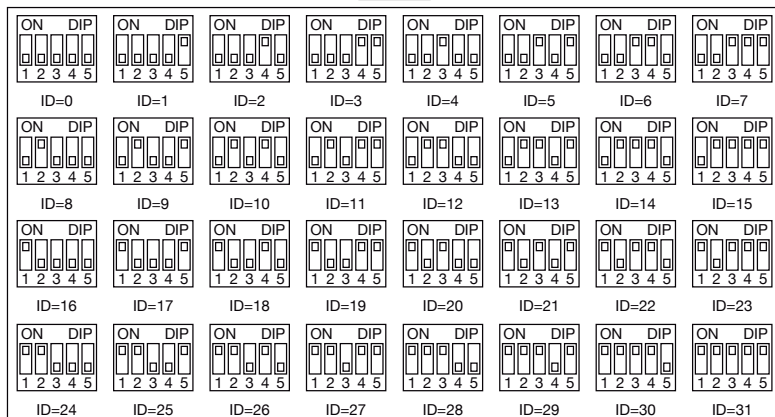 ON DIP ON DIP ON DIP ON DIP ON DIP ON DIP ON DIP ON DIP
1 2 3 4 5 1 2 3 4 5 1 2 3 4 5 1 2 3 4 5 1 2 3 4 5 1 2 3 4 5 1 2 3 4 5 1 2 3 4 5
ID=0 ID=1 ID=2 ID=3 ID=4 ID=5 ID=6 ID=7
ON DIP ON DIP ON DIP ON DIP ON DIP ON DIP ON DIP ON DIP
1 2 3 4 5 1 2 3 4 5 1 2 3 4 5 1 2 3 4 5 1 2 3 4 5 1 2 3 4 5 1 2 3 4 5 1 2 3 4 5
ID=8 ID=9 ID=10 ID=11 ID=12 ID=13 ID=14 ID=15
ON DIP ON DIP ON DIP ON DIP ON DIP ON DIP ON DIP ON DIP
1 2 3 4 5 1 2 3 4 5 1 2 3 4 5 1 2 3 4 5 1 2 3 4 5 1 2 3 4 5 1 2 3 4 5 1 2 3 4 5
ID=16 ID=17 ID=18 ID=19 ID=20 ID=21 ID=22 ID=23
ON DIP ON DIP ON DIP ON DIP ON DIP ON DIP ON DIP ON DIP
1 2 3 4 5 1 2 3 4 5 1 2 3 4 5 1 2 3 4 5 1 2 3 4 5 1 2 3 4 5 1 2 3 4 5 1 2 3 4 5
ID=24 ID=25 ID=26 ID=27 ID=28 ID=29 ID=30 ID=31